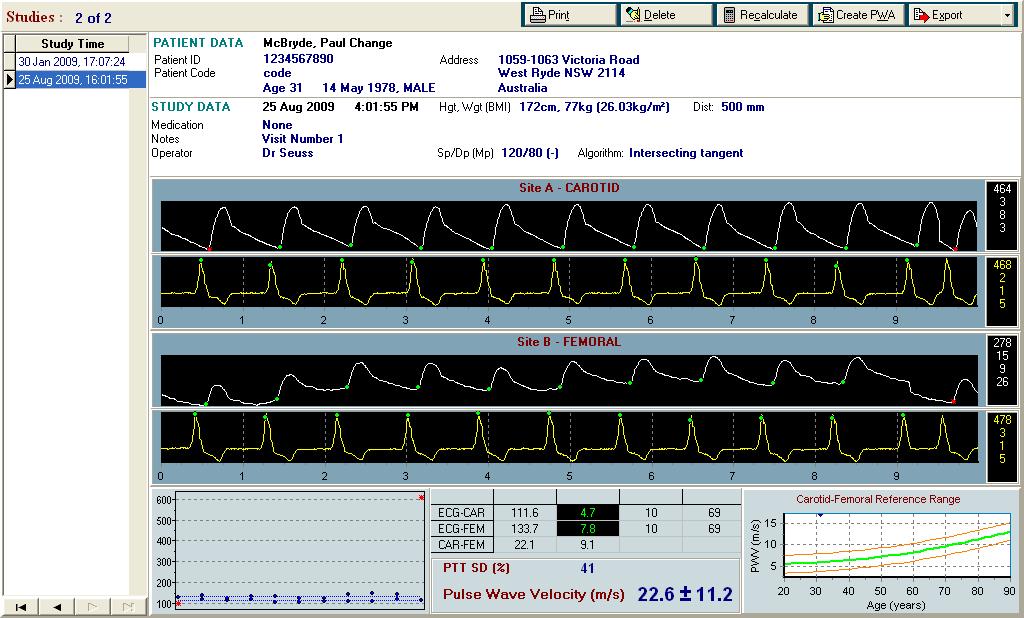 Studies : 2 of 2
Print Delete Recalculate Create PWA Export
Study Time
30 Jan 2009, 17:07:24
25 Aug 2009, 16:01:55
PATIENT DATA McBryde, Paul Change
Patient ID 1234567890 Address 1059-1063 Victoria Road
Patient Code code West Ryde NSW 2114
Age 31 14 May 1978, MALE Australia
STUDY DATA 25 Aug 2009 4:01:55 PM Hgt, Wgt (BMI) 172cm, 77kg (26.03kg/m²) Dist: 500 mm
Medication None
Notes Visit Number 1
Operator Dr Seuss Sp/Dp (Mp) 120/80 (-) Algorithm: Intersecting tangent
Site A - CAROTID
464
3
8
3
468
2
1
5
0 1 2 3 4 5 6 7 8 9
Site B - FEMORAL
278
15
9
26
478
3
1
5
0 1 2 3 4 5 6 7 8 9
600
500
400
300
200
100
ECG-CAR 111.6 4.7 10 69
ECG-FEM 133.7 7.8 10 69
CAR-FEM 22.1 9.1
PTT SD (%) 41
Pulse Wave Velocity (m/s) 22.6 ± 11.2
Carotid-Femoral Reference Range
PWV (m/s)
15
10
5
20 30 40 50 60 70 80 90
Age (years)